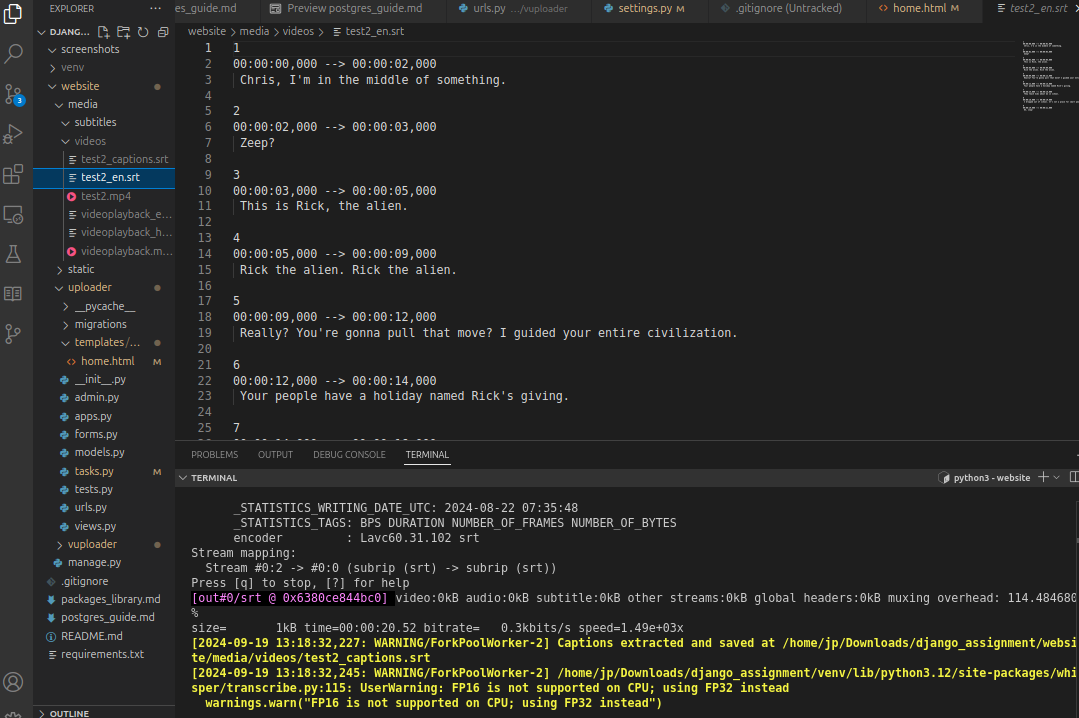 EXPLORER
DJANG...
screenshots
venv
website
media
subtitles
videos
test2_captions.srt
test2_en.srt
test2.mp4
videoplayback_e...
videoplayback_h...
videoplayback.m...
static
uploader
__pycache__
migrations
templates/...
home.html M
__init__.py
admin.py
apps.py
forms.py
models.py
tasks.py M
tests.py
urls.py
views.py
vuploader
manage.py
.gitignore
packages_library.md
postgres_guide.md
README.md
requirements.txt
OUTLINE
3
es_guide.md Preview postgres_guide.md urls.py .../vuploader settings.py M .gitignore (Untracked) home.html M test2_en.srt
website > media > videos > test2_en.srt
1 1
2 00:00:00,000 --> 00:00:02,000
3 Chris, I'm in the middle of something.
4
5 2
6 00:00:02,000 --> 00:00:03,000
7 Zeep?
8
9 3
10 00:00:03,000 --> 00:00:05,000
11 This is Rick, the alien.
12
13 4
14 00:00:05,000 --> 00:00:09,000
15 Rick the alien. Rick the alien.
16
17 5
18 00:00:09,000 --> 00:00:12,000
19 Really? You're gonna pull that move? I guided your entire civilization.
20
21 6
22 00:00:12,000 --> 00:00:14,000
23 Your people have a holiday named Rick's giving.
24
25 7
PROBLEMS OUTPUT DEBUG CONSOLE TERMINAL
TERMINAL python3 - website
_STATISTICS_WRITING_DATE_UTC: 2024-08-22 07:35:48
_STATISTICS_TAGS: BPS DURATION NUMBER_OF_FRAMES NUMBER_OF_BYTES
encoder : Lavc60.31.102 srt
Stream mapping:
Stream #0:2 -> #0:0 (subrip (srt) -> subrip (srt))
Press [q] to stop, [?] for help
[out#0/srt @ 0x6380ce844bc0] video:0kB audio:0kB subtitle:0kB other streams:0kB global headers:0kB muxing overhead: 114.484680
%
size= 1kB time=00:00:20.52 bitrate= 0.3kbits/s speed=1.49e+03x
[2024-09-19 13:18:32,227: WARNING/ForkPoolWorker-2] Captions extracted and saved at /home/jp/Downloads/django_assignment/websi
te/media/videos/test2_captions.srt
[2024-09-19 13:18:32,245: WARNING/ForkPoolWorker-2] /home/jp/Downloads/django_assignment/venv/lib/python3.12/site-packages/whi
sper/transcribe.py:115: UserWarning: FP16 is not supported on CPU; using FP32 instead
warnings.warn("FP16 is not supported on CPU; using FP32 instead")